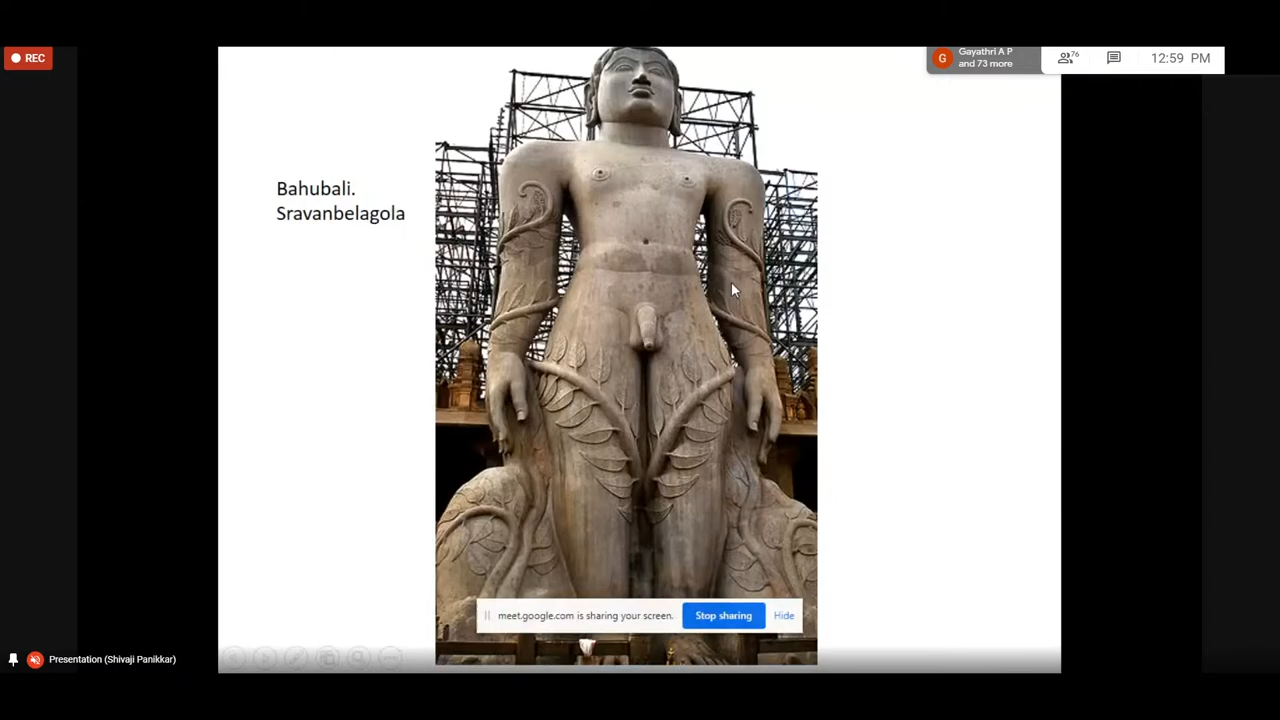 REC
Gayathri A P
and 73 more
G
76
12:59 PM
Bahubali.
Sravanbelagola
meet.google.com is sharing your screen.
Stop sharing
Hide
Presentation (Shivaji Panikkar)